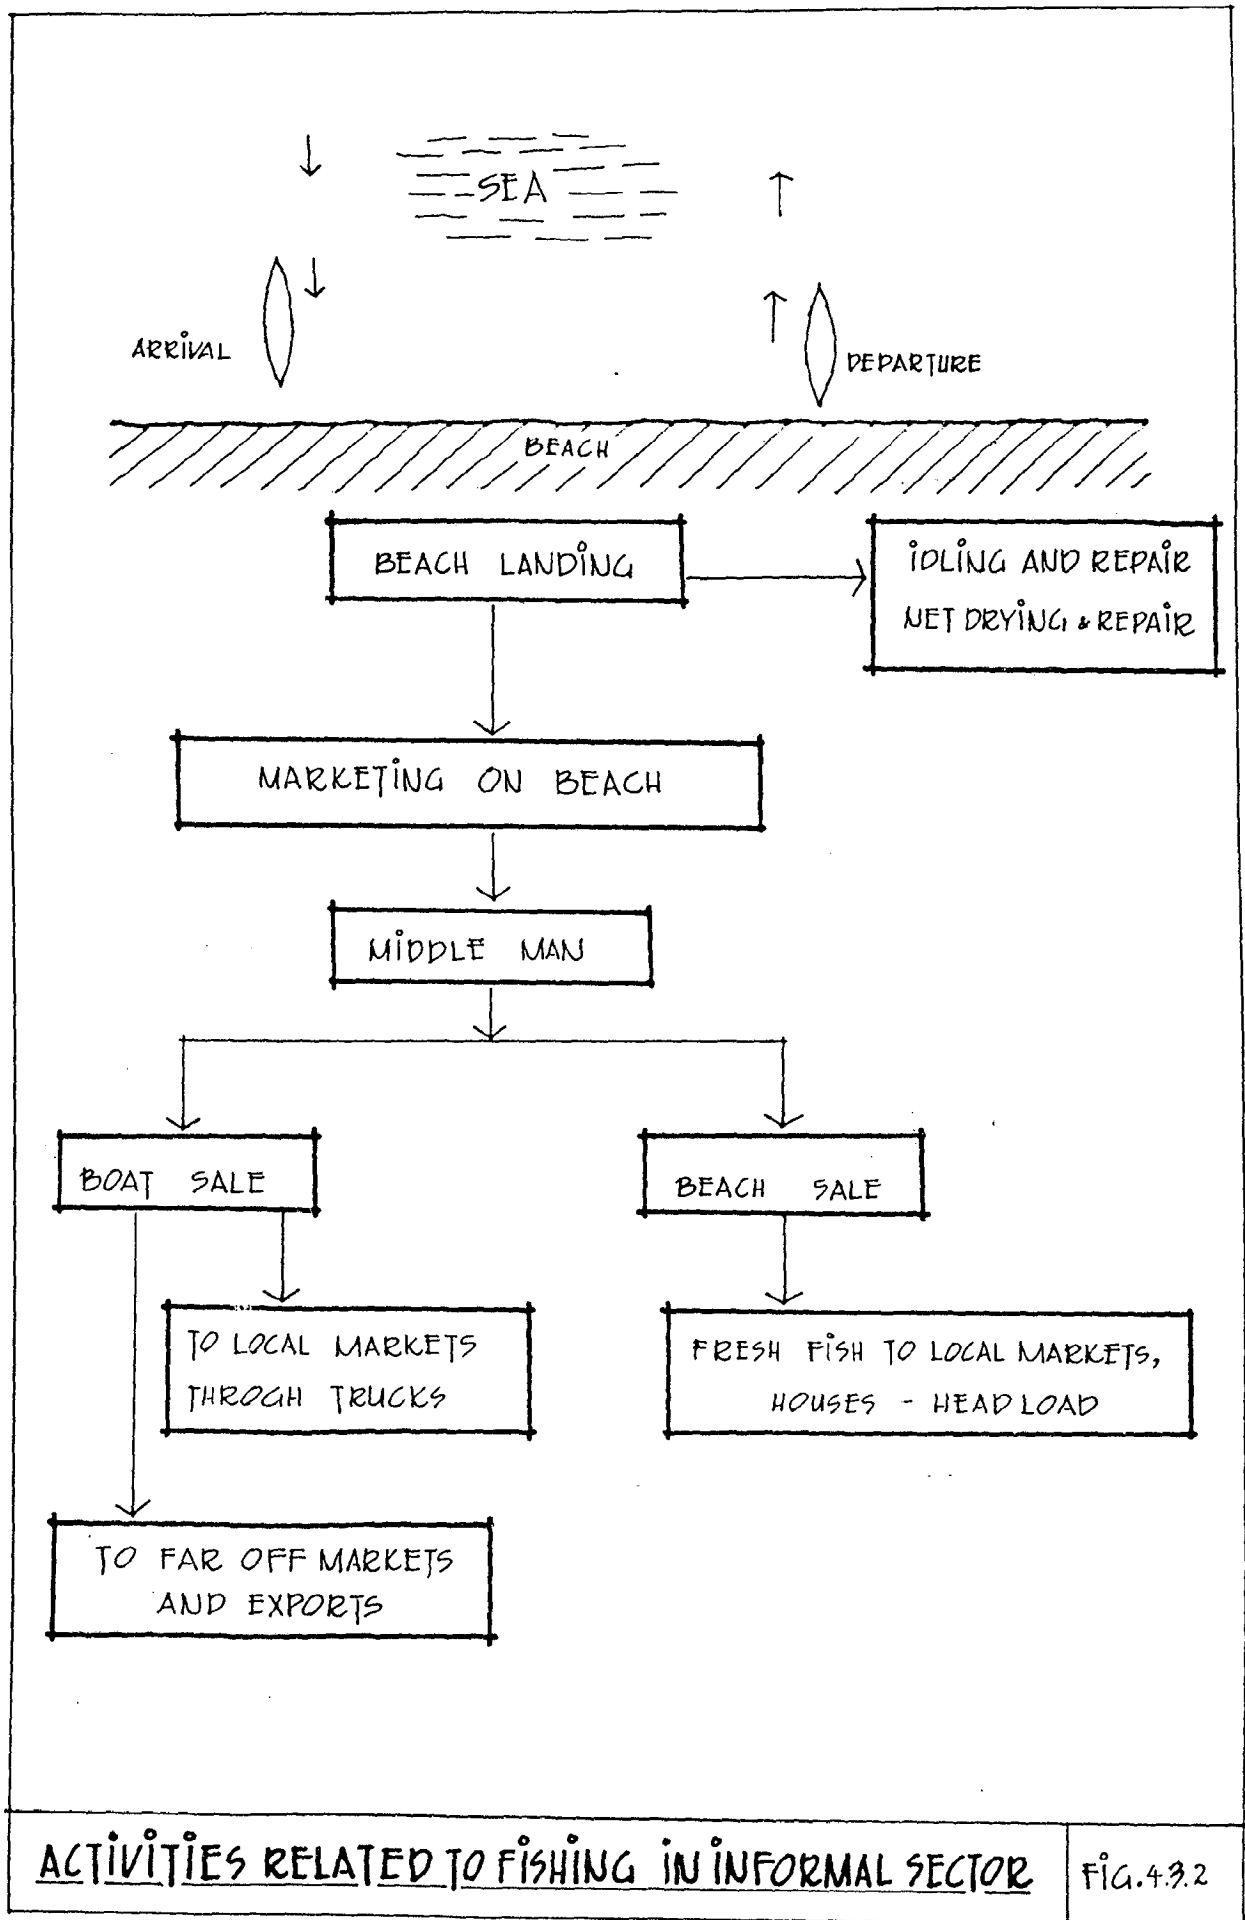 SEA
ARRIVAL
DEPARTURE
BEACH
BEACH LANDING
IDLING AND REPAIR
NET DRYING & REPAIR
MARKETING ON BEACH
MIDDLE MAN
BOAT SALE
BEACH SALE
TO LOCAL MARKETS
THROGH TRUCKS
FRESH FISH TO LOCAL MARKETS,
HOUSES - HEAD LOAD
TO FAR OFF MARKETS
AND EXPORTS
ACTIVITIES RELATED TO FISHING IN INFORMAL SECTOR
FIG. 4.3.2